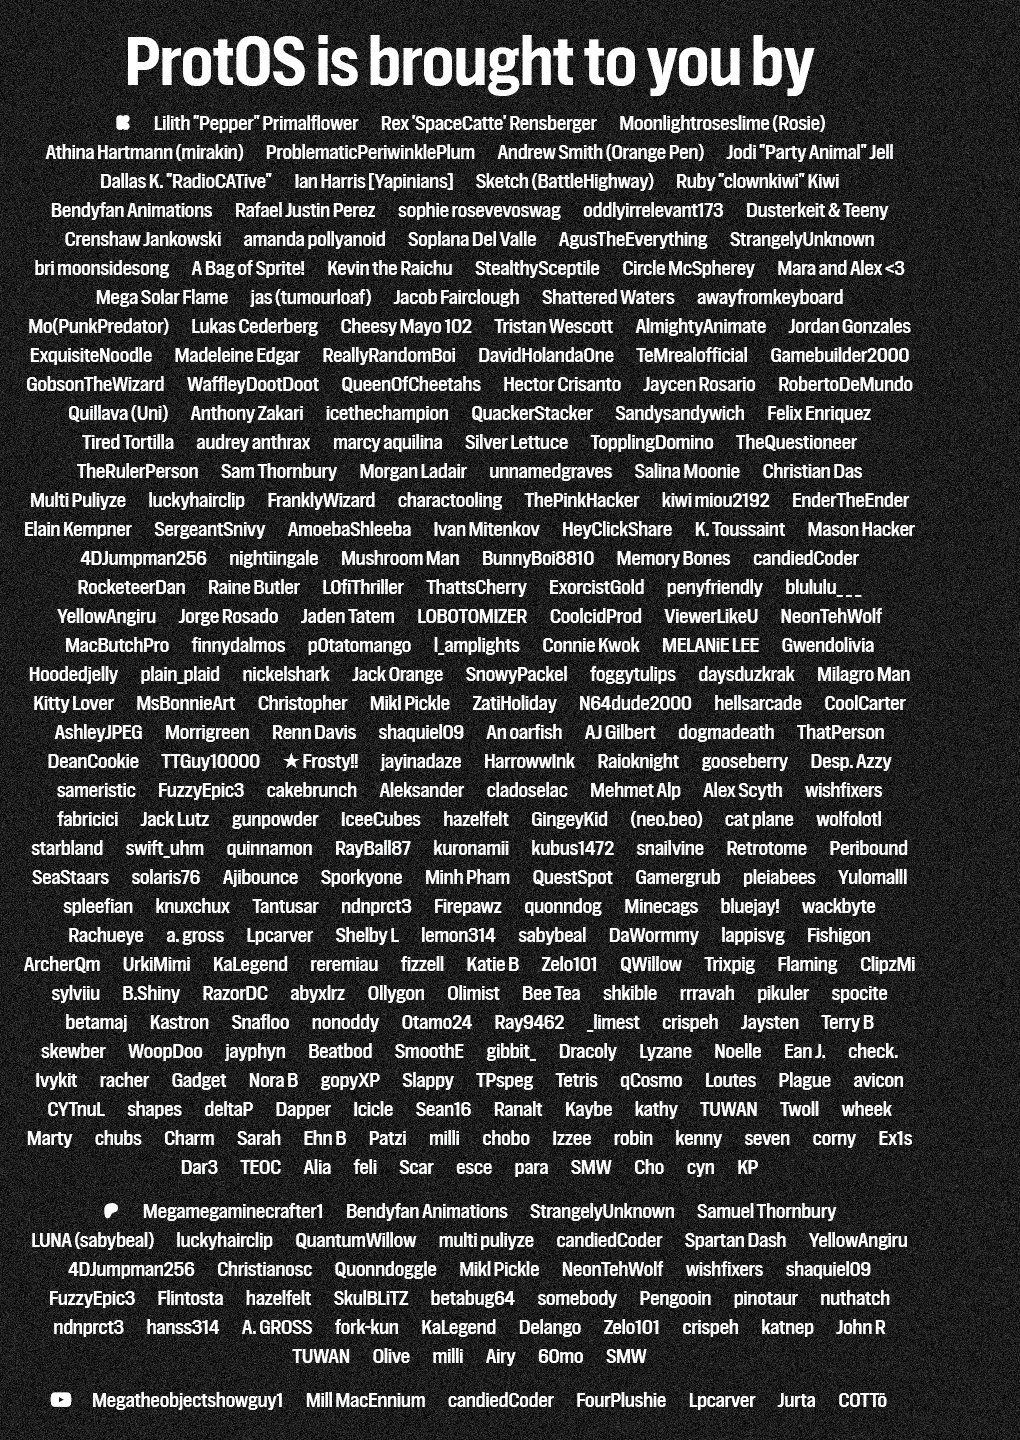 ProtOS is brought to you by
Lilith "Pepper" Primalflower Rex 'SpaceCatte' Rensberger Moonlightroseslime (Rosie)
Athina Hartmann (mirakin) ProblematicPeriwinklePlum Andrew Smith (Orange Pen) Jodi "Party Animal" Jell
Dallas K. "RadioCATive" Ian Harris [Yapinians] Sketch (BattleHighway) Ruby "clownkiwi" Kiwi
Bendyfan Animations Rafael Justin Perez sophie rosevevoswag oddlyirrelevant173 Dusterkeit & Teeny
Crenshaw Jankowski amanda pollyanoid Soplana Del Valle AgusTheEverything StrangelyUnknown
bri moonsidesong A Bag of Sprite! Kevin the Raichu StealthySceptile Circle McSpherey Mara and Alex <3
Mega Solar Flame jas (tumourloaf) Jacob Fairclough Shattered Waters awayfromkeyboard
Mo(PunkPredator) Lukas Cederberg Cheesy Mayo 102 Tristan Wescott AlmightyAnimate Jordan Gonzales
ExquisiteNoodle Madeleine Edgar ReallyRandomBoi DavidHolandaOne TeMrealofficial Gamebuilder2000
GobsonTheWizard WaffleyDootDoot QueenOfCheetahs Hector Crisanto Jaycen Rosario RobertoDeMundo
Quillava (Uni) Anthony Zakari icethechampion QuackerStacker Sandysandywich Felix Enriquez
Tired Tortilla audrey anthrax marcy aquilina Silver Lettuce TopplingDomino TheQuestioneer
TheRulerPerson Sam Thornbury Morgan Ladair unnamedgraves Salina Moonie Christian Das
Multi Puliyze luckyhairclip FranklyWizard charactooling ThePinkHacker kiwi miou2192 EnderTheEnder
Elain Kempner SergeantSnivy AmoebaShleeba Ivan Mitenkov HeyClickShare K. Toussaint Mason Hacker
4DJumpman256 nightiingale Mushroom Man BunnyBoi8810 Memory Bones candiedCoder
RocketeerDan Raine Butler L0fiThriller ThattsCherry ExorcistGold penyfriendly blululu___
YellowAngiru Jorge Rosado Jaden Tatem LOBOTOMIZER CoolcidProd ViewerLikeU NeonTehWolf
MacButchPro finnydalmos p0tatomango l_amplights Connie Kwok MELANiE LEE Gwendolivia
Hoodedjelly plain_plaid nickelshark Jack Orange SnowyPackel foggytulips daysduzkrak Milagro Man
Kitty Lover MsBonnieArt Christopher Mikl Pickle ZatiHoliday N64dude2000 hellsarcade CoolCarter
AshleyJPEG Morrigreen Renn Davis shaquiel09 An oarfish AJ Gilbert dogmadeath ThatPerson
DeanCookie TTGuy10000 ★ Frosty!! jayinadaze HarrowwInk Raioknight gooseberry Desp. Azzy
sameristic FuzzyEpic3 cakebrunch Aleksander cladoselac Mehmet Alp Alex Scyth wishfixers
fabricici Jack Lutz gunpowder IceeCubes hazelfelt GingeyKid (neo.beo) cat plane wolfolotl
starbland swift_uhm quinnamon RayBall87 kuronamii kubus1472 snailvine Retrotome Peribound
SeaStaars solaris76 Ajibounce Sporkyone Minh Pham QuestSpot Gamergrub pleiabees Yulomalll
spleefian knuxchux Tantusar ndnprct3 Firepawz quonndog Minecags bluejay! wackbyte
Rachueye a. gross Lpcarver Shelby L lemon314 sabybeal DaWormmy lappisvg Fishigon
ArcherQm UrkiMimi KaLegend reremiau fizzell Katie B Zelo101 QWillow Trixpig Flaming ClipzMi
sylviiu B.Shiny RazorDC abyxlrz Ollygon Olimist Bee Tea shkible rrravah pikuler spocite
betamaj Kastron Snafloo nonoddy Otamo24 Ray9462 _limest crispeh Jaysten Terry B
skewber WoopDoo jayphyn Beatbod SmoothE gibbit_ Dracoly Lyzane Noelle Ean J. check.
Ivykit racher Gadget Nora B gopyXP Slappy TPspeg Tetris qCosmo Loutes Plague avicon
CYTnuL shapes deltaP Dapper Icicle Sean16 Ranalt Kaybe kathy TUWAN Twoll wheek
Marty chubs Charm Sarah Ehn B Patzi milli chobo Izzee robin kenny seven corny Ex1s
Dar3 TEOC Alia feli Scar esce para SMW Cho cyn KP
Megamegaminecrafter1 Bendyfan Animations StrangelyUnknown Samuel Thornbury
LUNA (sabybeal) luckyhairclip QuantumWillow multi puliyze candiedCoder Spartan Dash YellowAngiru
4DJumpman256 Christianosc Quonndoggle Mikl Pickle NeonTehWolf wishfixers shaquiel09
FuzzyEpic3 Flintosta hazelfelt SkulBLiTZ betabug64 somebody Pengooin pinotaur nuthatch
ndnprct3 hanss314 A. GROSS fork-kun KaLegend Delango Zelo101 crispeh katnep John R
TUWAN Olive milli Airy 60mo SMW
Megatheobjectshowguy1 Mill MacEnnium candiedCoder FourPlushie Lpcarver Jurta COTTō